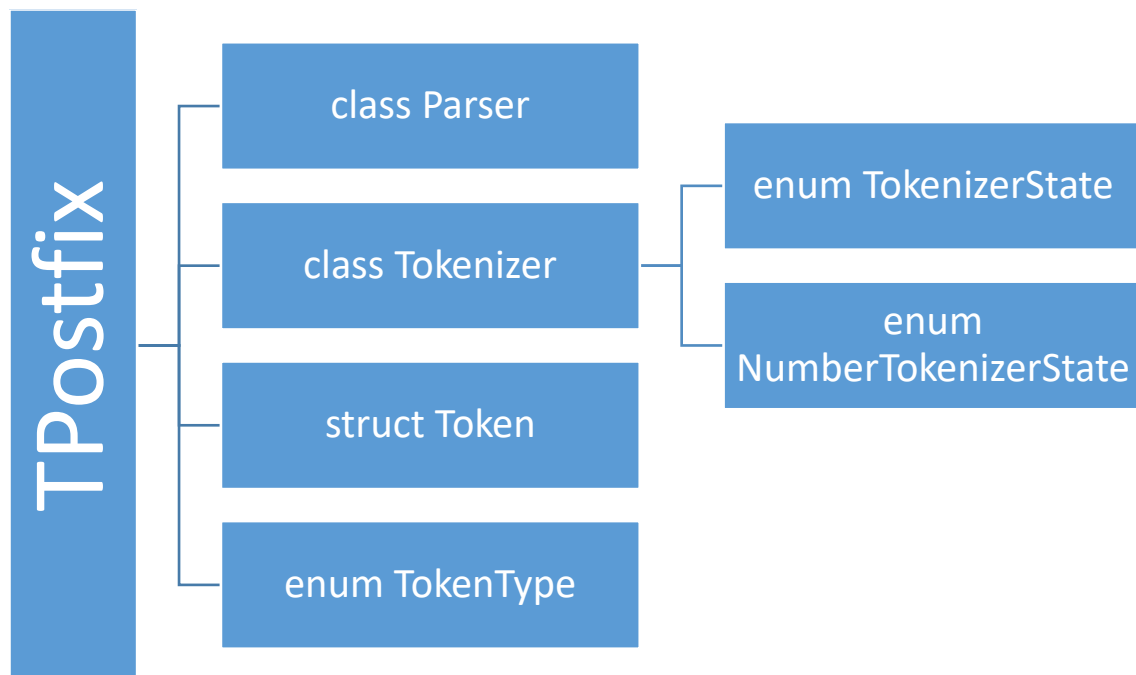 TPostfix
class Parser
class Tokenizer
struct Token
enum TokenType
enum TokenizerState
enum
NumberTokenizerState